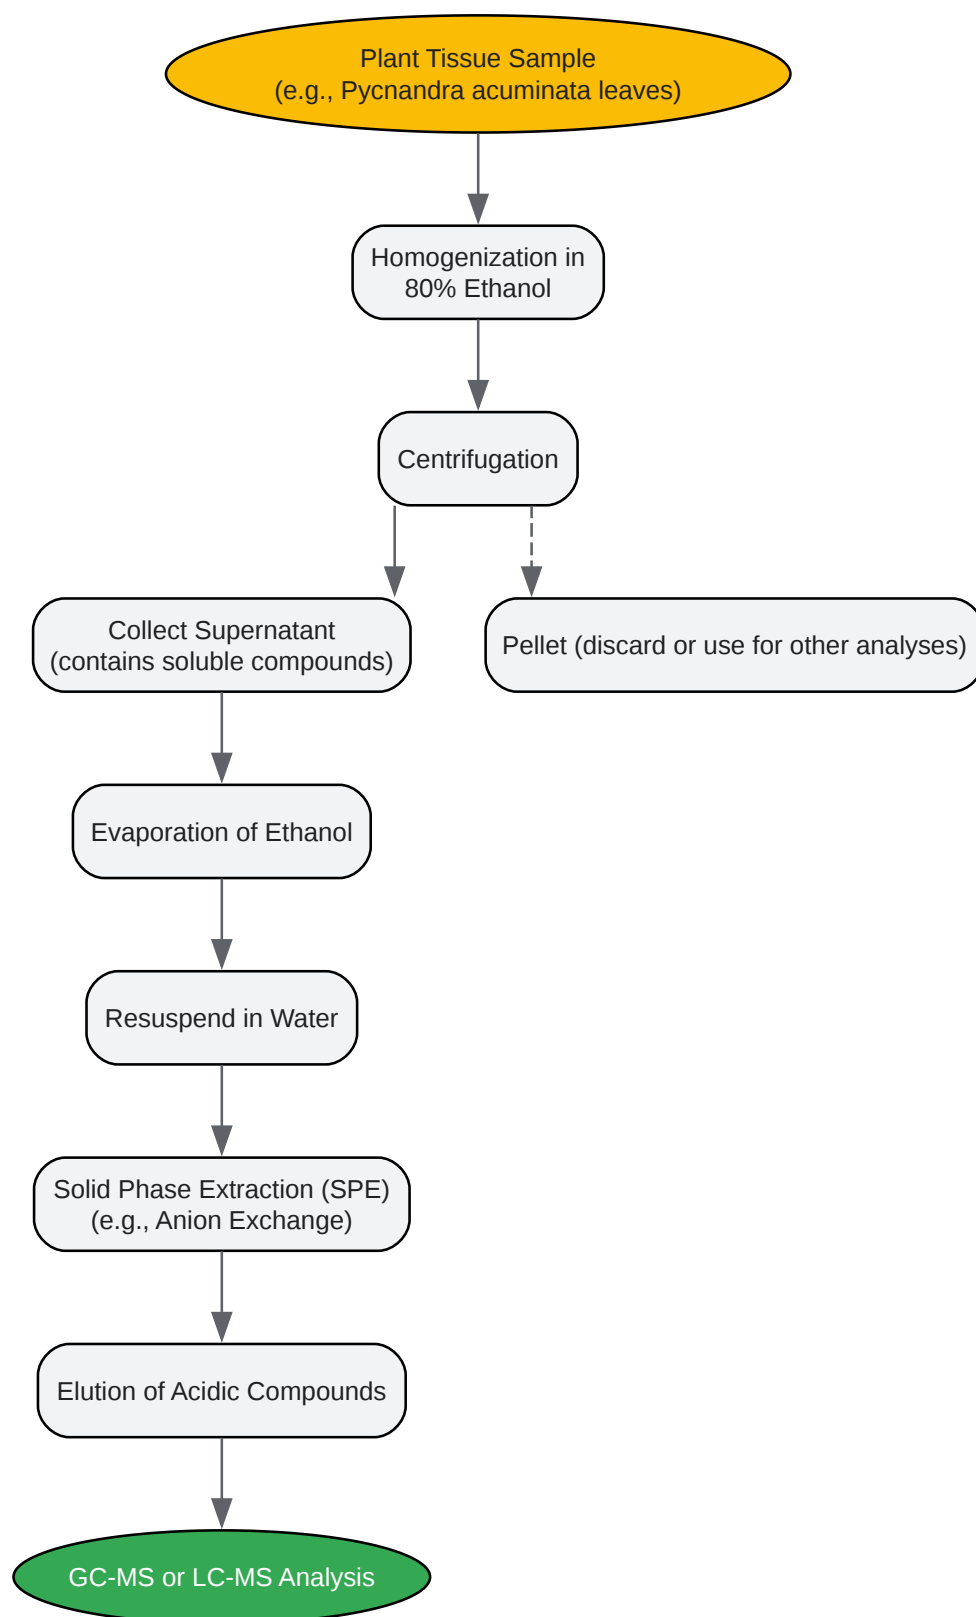 Plant Tissue Sample
(e.g., Pycnandra acuminata leaves)
Homogenization in
80% Ethanol
Centrifugation
Collect Supernatant
(contains soluble compounds)
Pellet (discard or use for other analyses)
Evaporation of Ethanol
Resuspend in Water
Solid Phase Extraction (SPE)
(e.g., Anion Exchange)
Elution of Acidic Compounds
GC-MS or LC-MS Analysis